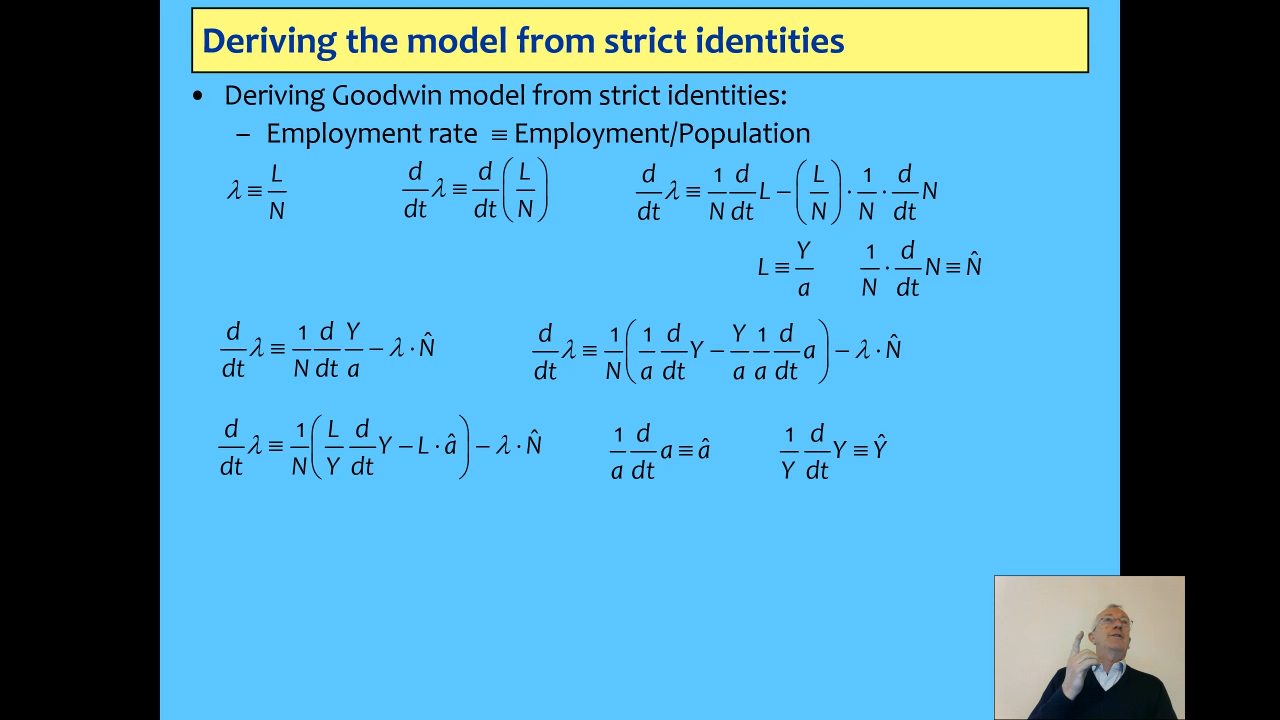 Deriving the model from strict identities
• Deriving Goodwin model from strict identities:
– Employment rate ≡ Employment/Population
λ ≡ L/N    d/dt λ ≡ d/dt (L/N)    d/dt λ ≡ 1/N d/dt L − (L/N) · 1/N · d/dt N
L ≡ Y/a    1/N · d/dt N ≡ N̂
d/dt λ ≡ 1/N d/dt Y/a − λ · N̂    d/dt λ ≡ 1/N (1/a d/dt Y − Y/a 1/a d/dt a) − λ · N̂
d/dt λ ≡ 1/N (L/Y d/dt Y − L · â) − λ · N̂    1/a d/dt a ≡ â    1/Y d/dt Y ≡ Ŷ